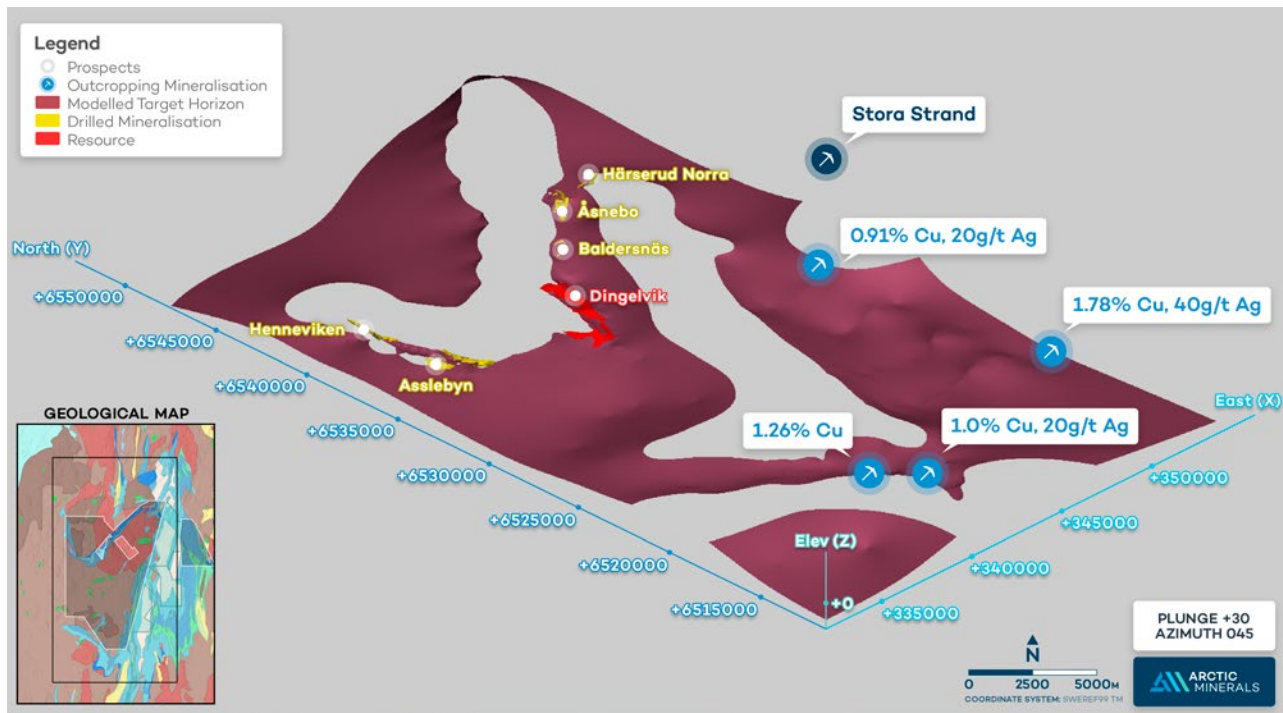 Legend
Prospects
Outcropping Mineralisation
Modelled Target Horizon
Drilled Mineralisation
Resource
Stora Strand
Härserud Norra
Åsnebo
0.91% Cu, 20g/t Ag
Baldersnäs
North (Y)
Dingelvik
1.78% Cu, 40g/t Ag
+6550000
Henneviken
+6545000
Asslebyn
+6540000
East (X)
GEOLOGICAL MAP
+6535000
1.26% Cu
1.0% Cu, 20g/t Ag
+6530000
+350000
+6525000
+345000
Elev (Z)
+6520000
+340000
+6515000
+0
+335000
PLUNGE +30
AZIMUTH 045
N
0 2500 5000M
COORDINATE SYSTEM: SWEREF99 TM
ARCTIC
MINERALS